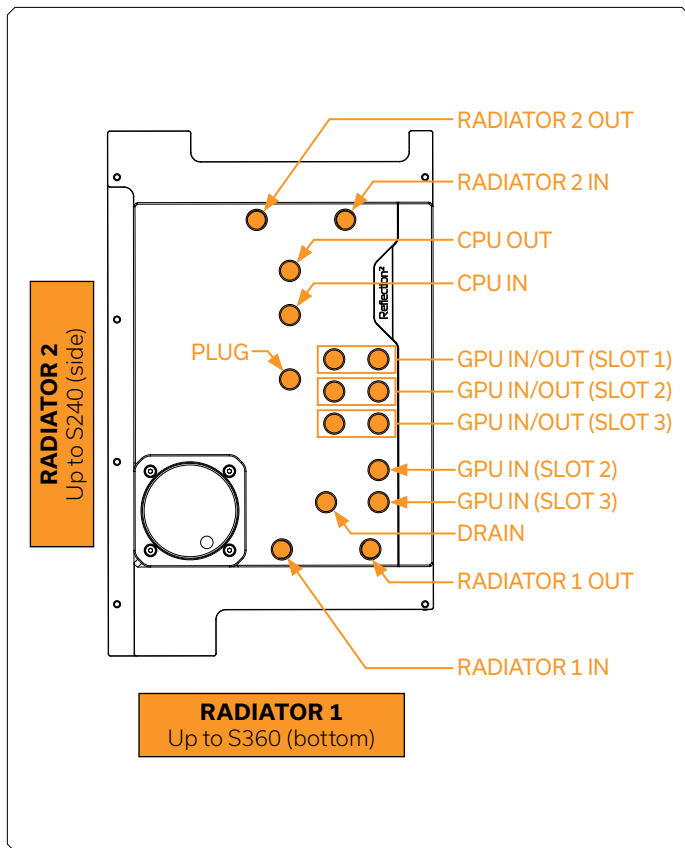 RADIATOR 2 OUT
RADIATOR 2 IN
CPU OUT
CPU IN
Reflection²
PLUG
GPU IN/OUT (SLOT 1)
GPU IN/OUT (SLOT 2)
GPU IN/OUT (SLOT 3)
GPU IN (SLOT 2)
GPU IN (SLOT 3)
DRAIN
RADIATOR 1 OUT
RADIATOR 1 IN
RADIATOR 2
Up to S240 (side)
RADIATOR 1
Up to S360 (bottom)